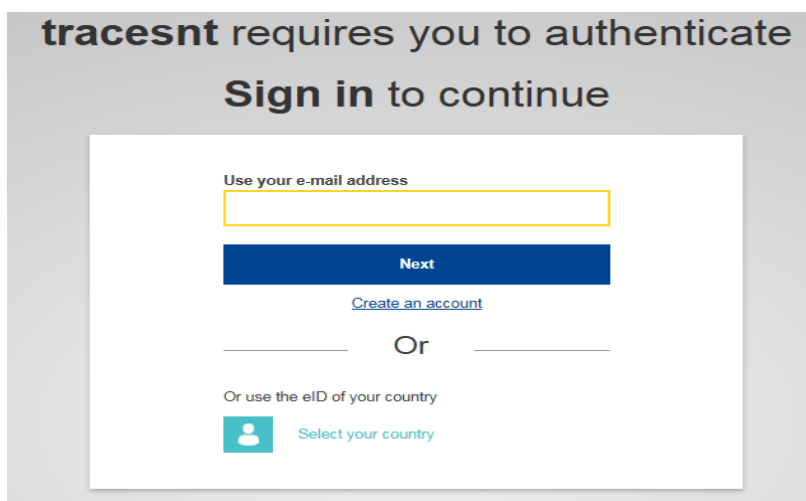 tracesnt requires you to authenticate
Sign in to continue
Use your e-mail address
Next
Create an account
Or
Or use the eID of your country
Select your country